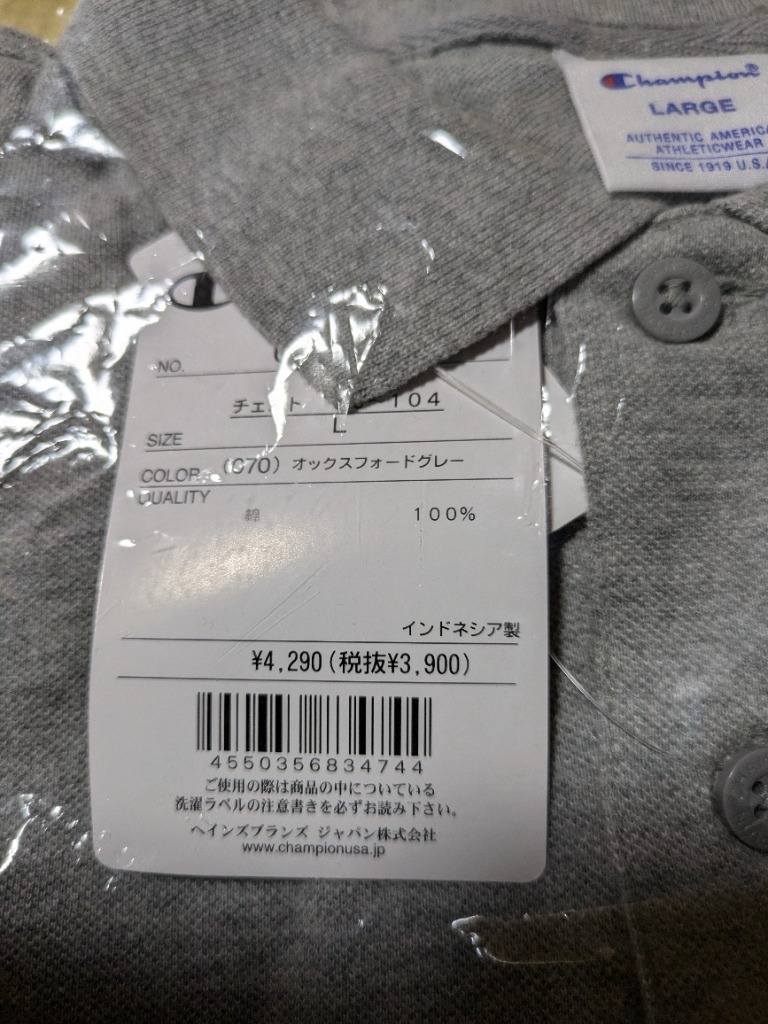 Champion®
LARGE
AUTHENTIC AMERICA
ATHLETICWEAR
SINCE 1919 U.S.A
NO.
104
SIZE L
COLOR (070) オックスフォードグレー
QUALITY
綿 100%
インドネシア製
¥4,290(税抜¥3,900)
4550356834744
ご使用の際は商品の中についている
洗濯ラベルの注意書きを必ずお読み下さい。
ヘインズブランズ ジャパン株式会社
www.championusa.jp